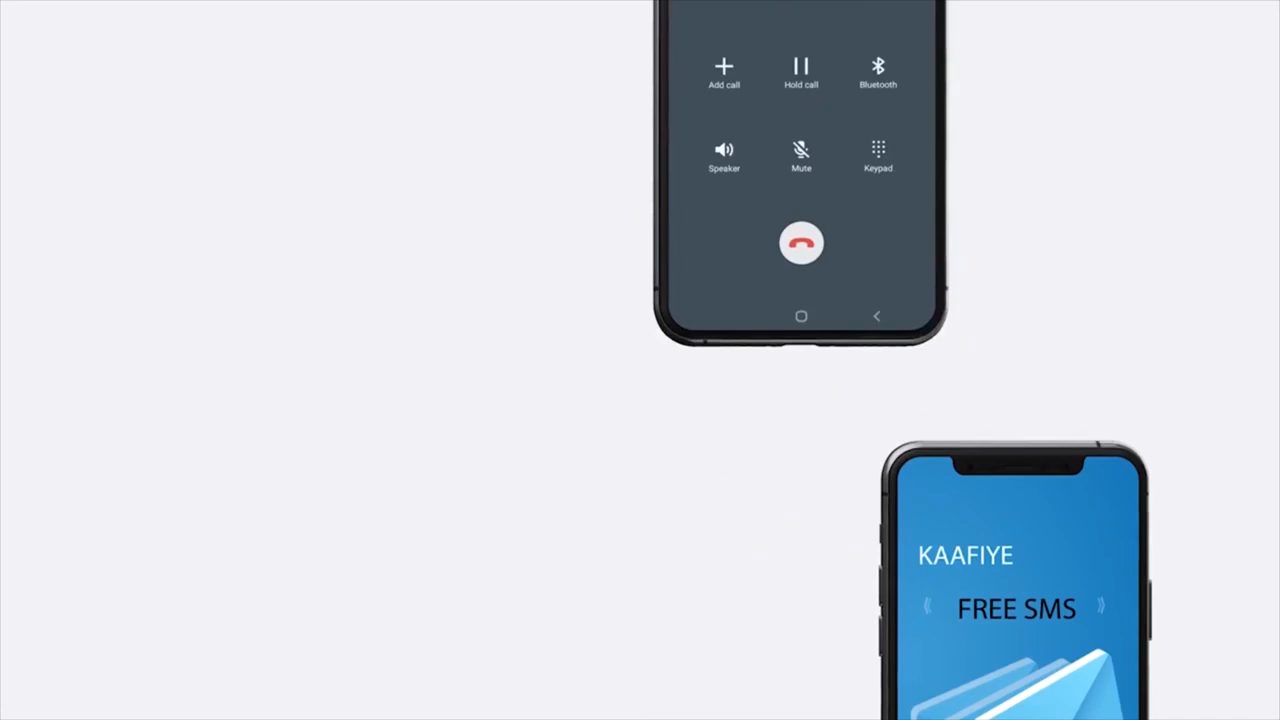 Add call
Hold call
Bluetooth
Speaker
Mute
Keypad
KAAFIYE
FREE SMS